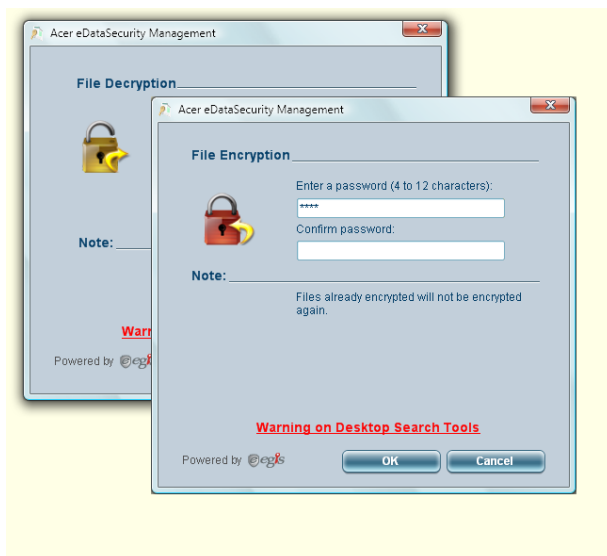 Acer eDataSecurity Management
File Decryption
Note:
Powered by
Acer eDataSecurity Management
File Encryption
Enter a password (4 to 12 characters):
****
Confirm password:
Note:
Files already encrypted will not be encrypted
again.
Warning on Desktop Search Tools
Powered by egis
OK Cancel